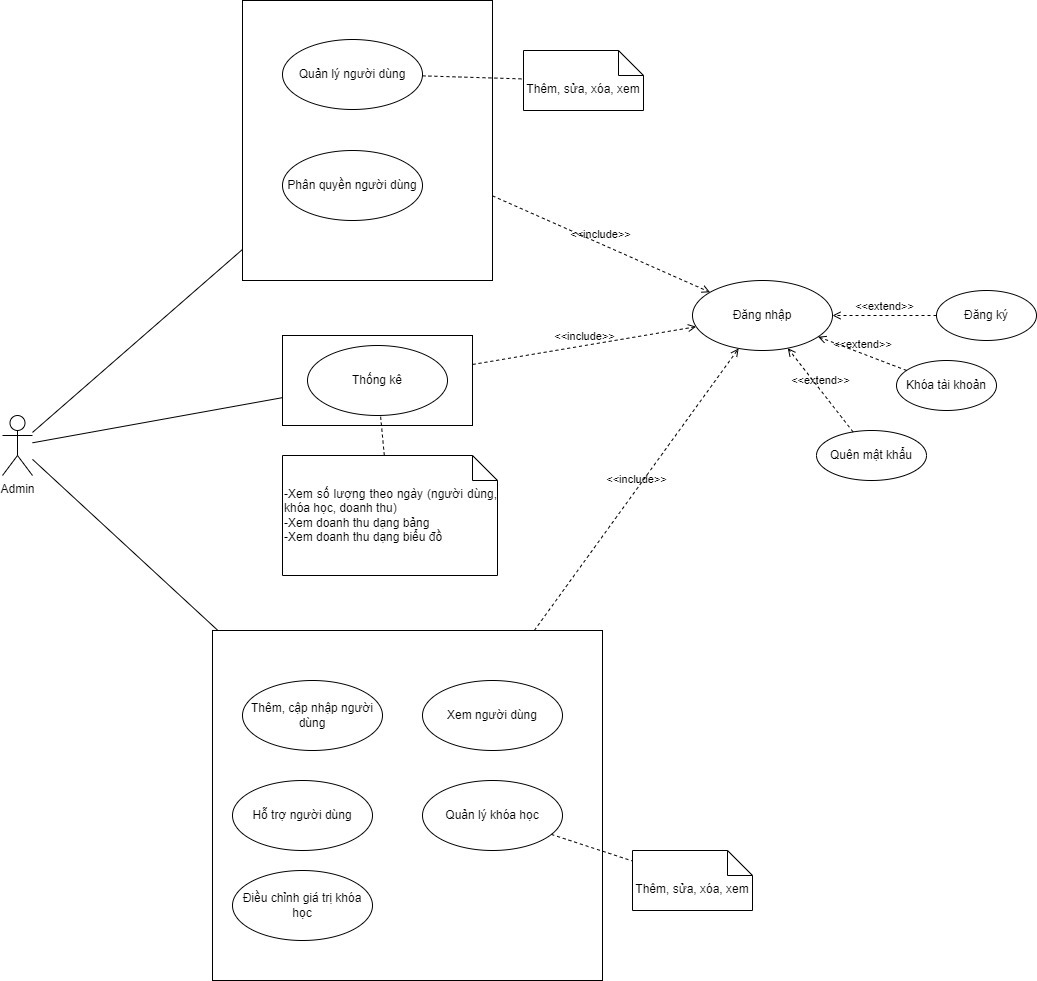 Quản lý người dùng
Thêm, sửa, xóa, xem
Phân quyền người dùng
<<include>>
Đăng nhập
<<extend>>
Đăng ký
<<include>>
<<extend>>
Thống kê
<<extend>>
Khóa tài khoản
Quên mật khẩu
Admin
<<include>>
-Xem số lượng theo ngày (người dùng,
khóa học, doanh thu)
-Xem doanh thu dạng bảng
-Xem doanh thu dạng biểu đồ
Thêm, cập nhập người
dùng
Xem người dùng
Hỗ trợ người dùng
Quản lý khóa học
Thêm, sửa, xóa, xem
Điều chỉnh giá trị khóa
học